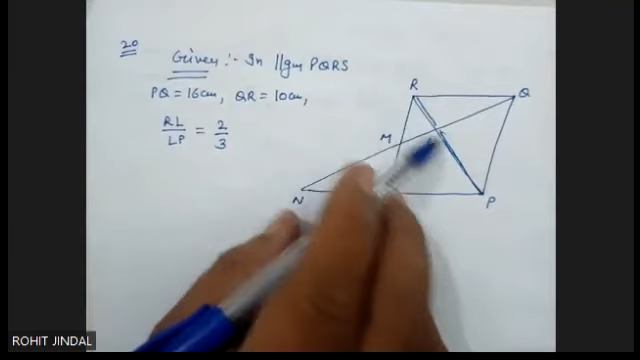 20
Given :- In ||gm PQRS
PQ = 16cm, QR = 10cm,
RL/LP = 2/3
R
Q
M
N
P
ROHIT JINDAL